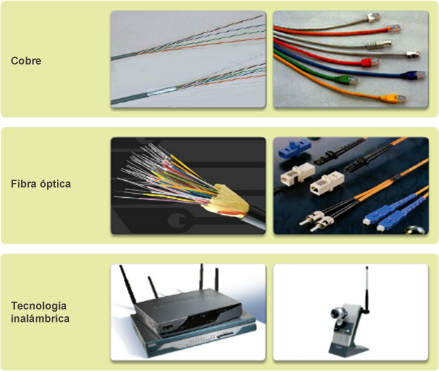 Cobre
Fibra óptica
Tecnología
inalámbrica